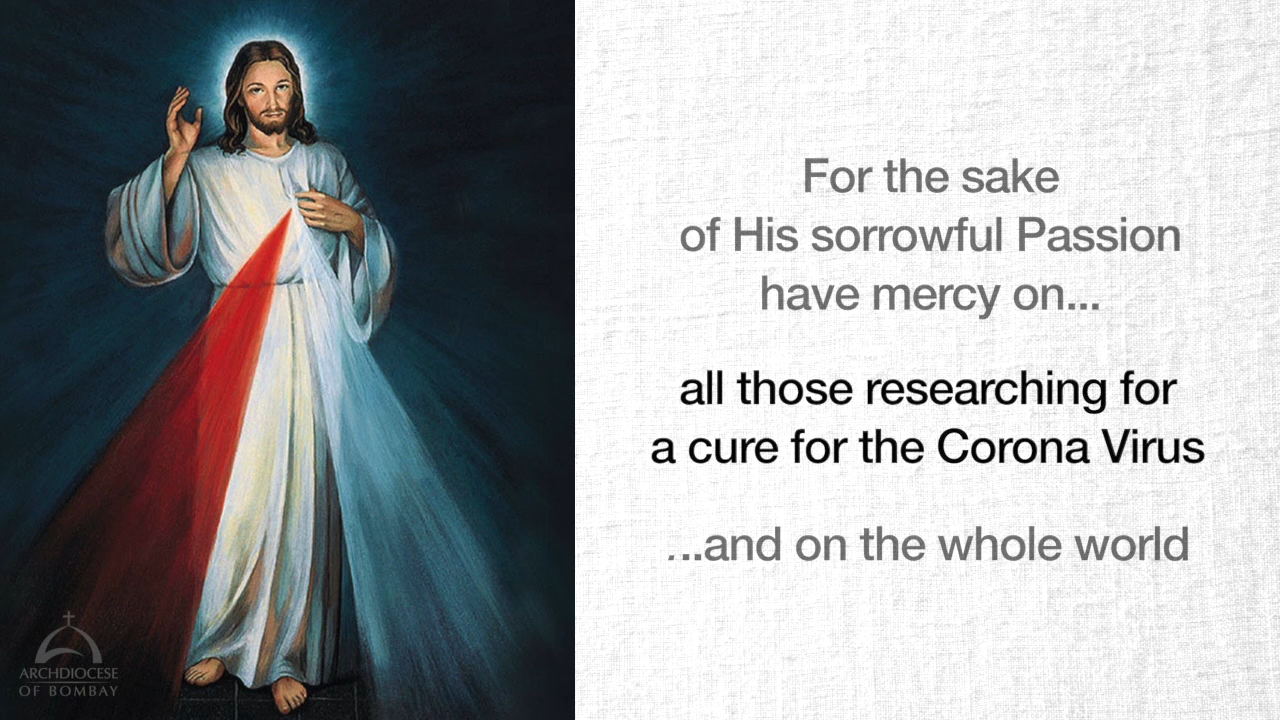 For the sake
of His sorrowful Passion
have mercy on...
all those researching for
a cure for the Corona Virus
...and on the whole world
ARCHDIOCESE
OF BOMBAY